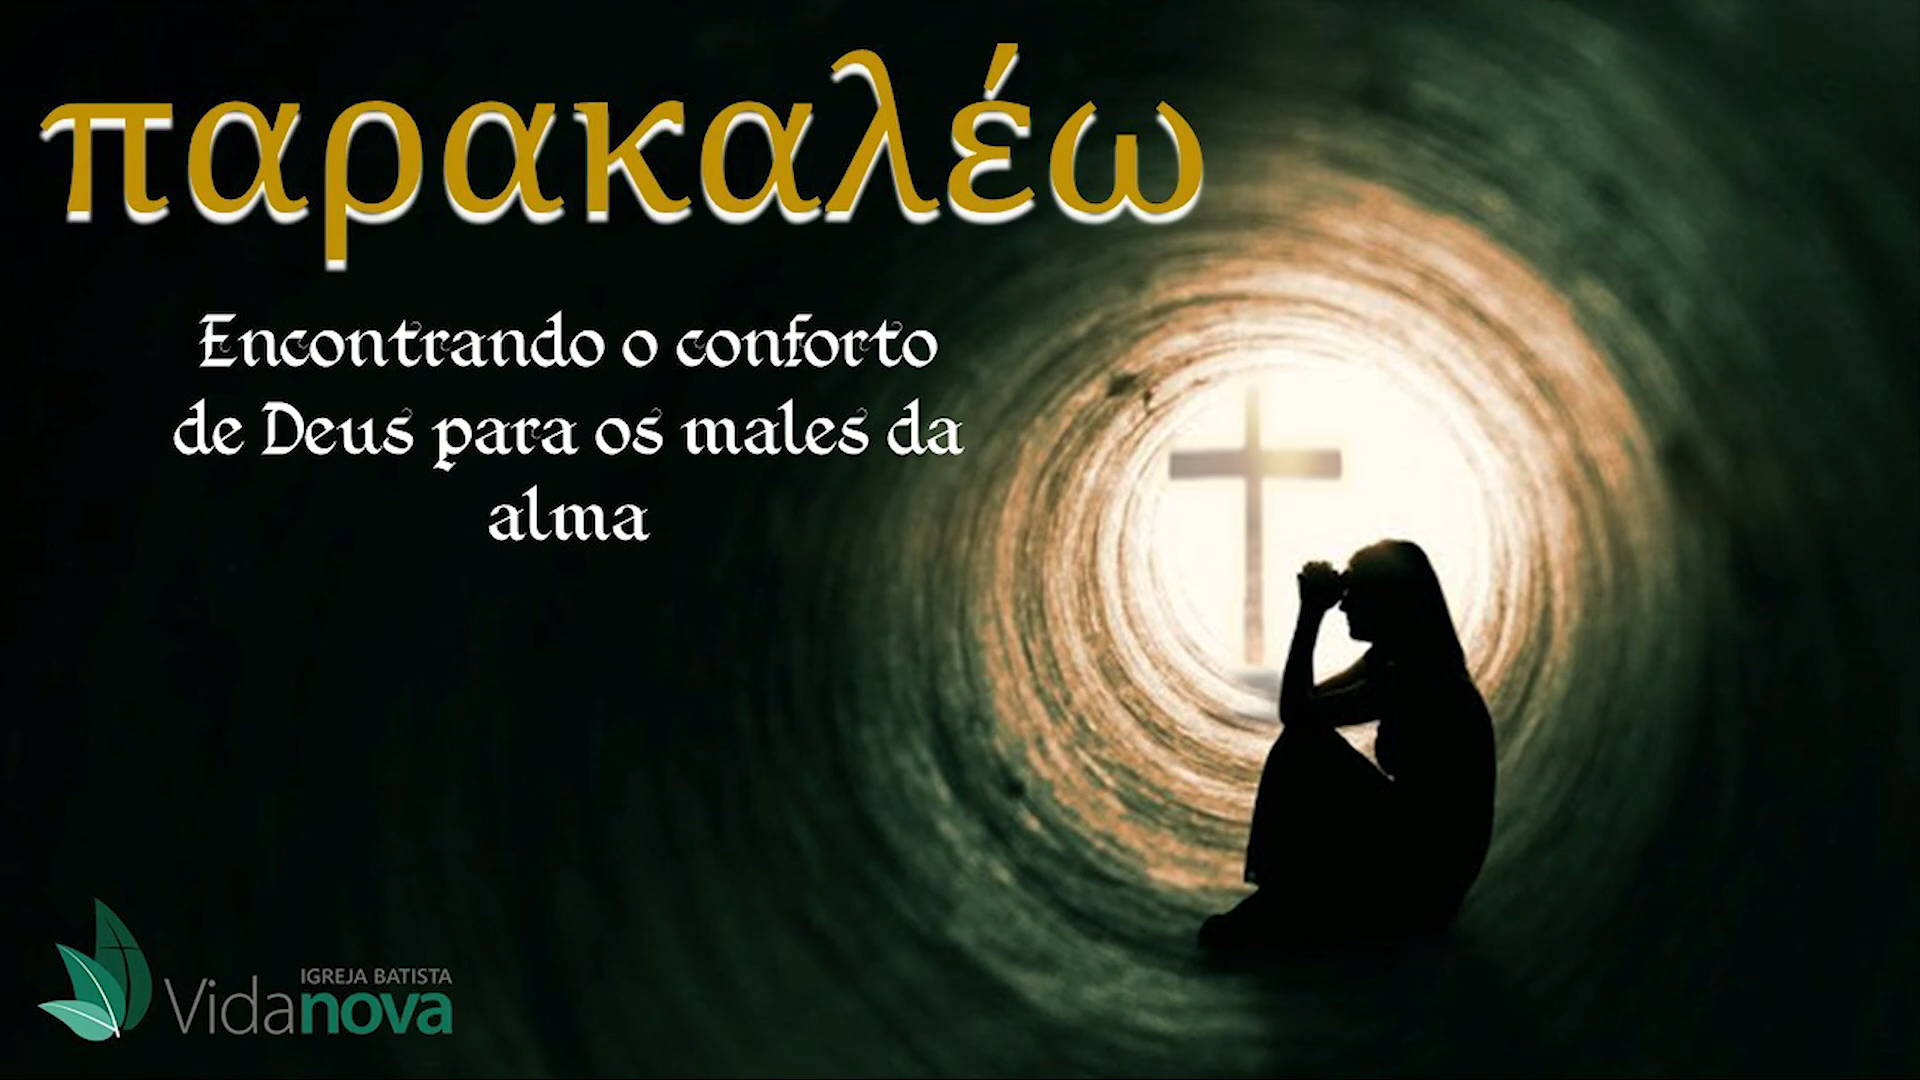 παρακαλέω
Encontrando o conforto
de Deus para os males da
alma
IGREJA BATISTA
Vidanova